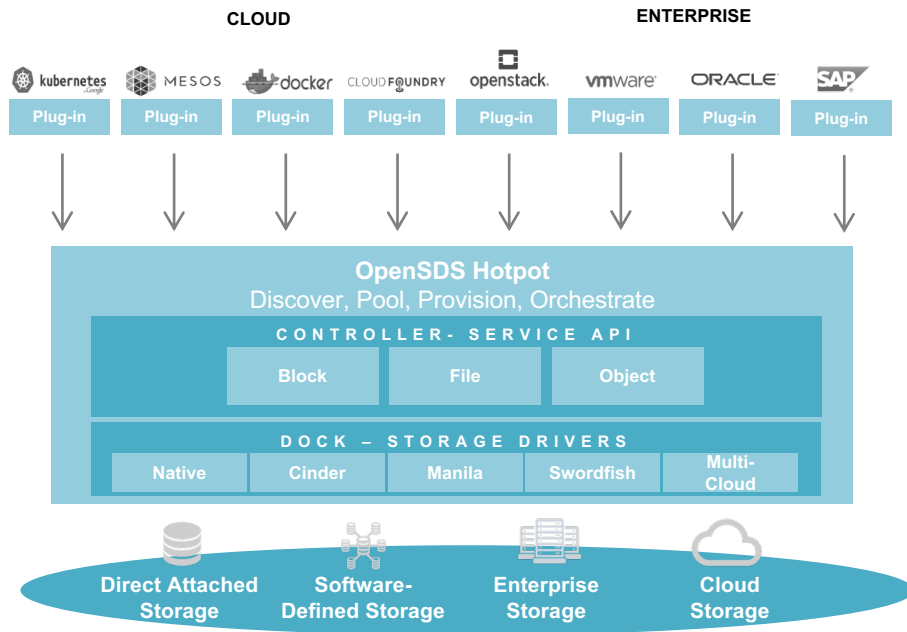 CLOUD
ENTERPRISE
kubernetes
Google
MESOS
docker
CLOUDFOUNDRY
openstack.
vmware
ORACLE
SAP
Plug-in
Plug-in
Plug-in
Plug-in
Plug-in
Plug-in
Plug-in
Plug-in
OpenSDS Hotpot
Discover, Pool, Provision, Orchestrate
CONTROLLER- SERVICE API
Block
File
Object
DOCK – STORAGE DRIVERS
Native
Cinder
Manila
Swordfish
Multi-
Cloud
Direct Attached
Storage
Software-
Defined Storage
Enterprise
Storage
Cloud
Storage